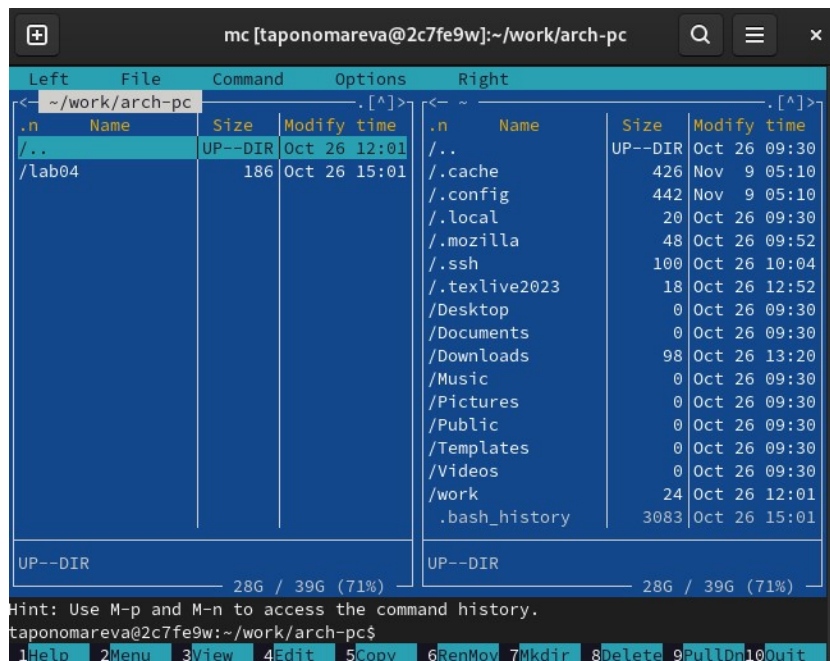 mc [taponomareva@2c7fe9w]:~/work/arch-pc
Left File Command Options Right
<- ~/work/arch-pc .[^]> <- ~ .[^]>
.n Name Size Modify time .n Name Size Modify time
/.. UP--DIR Oct 26 12:01 /.. UP--DIR Oct 26 09:30
/lab04 186 Oct 26 15:01 /.cache 426 Nov 9 05:10
/.config 442 Nov 9 05:10
/.local 20 Oct 26 09:30
/.mozilla 48 Oct 26 09:52
/.ssh 100 Oct 26 10:04
/.texlive2023 18 Oct 26 12:52
/Desktop 0 Oct 26 09:30
/Documents 0 Oct 26 09:30
/Downloads 98 Oct 26 13:20
/Music 0 Oct 26 09:30
/Pictures 0 Oct 26 09:30
/Public 0 Oct 26 09:30
/Templates 0 Oct 26 09:30
/Videos 0 Oct 26 09:30
/work 24 Oct 26 12:01
.bash_history 3083 Oct 26 15:01
UP--DIR UP--DIR
28G / 39G (71%) 28G / 39G (71%)
Hint: Use M-p and M-n to access the command history.
taponomareva@2c7fe9w:~/work/arch-pc$
1Help 2Menu 3View 4Edit 5Copy 6RenMov 7Mkdir 8Delete 9PullDn 10Quit